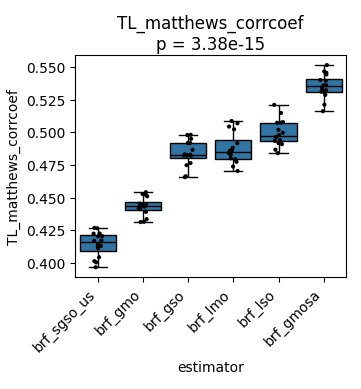 TL_matthews_corrcoef
p = 3.38e-15
TL_matthews_corrcoef
0.550
0.525
0.500
0.475
0.450
0.425
0.400
brf_sgso_us
brf_gmo
brf_gso
brf_lmo
brf_lso
brf_gmosa
estimator